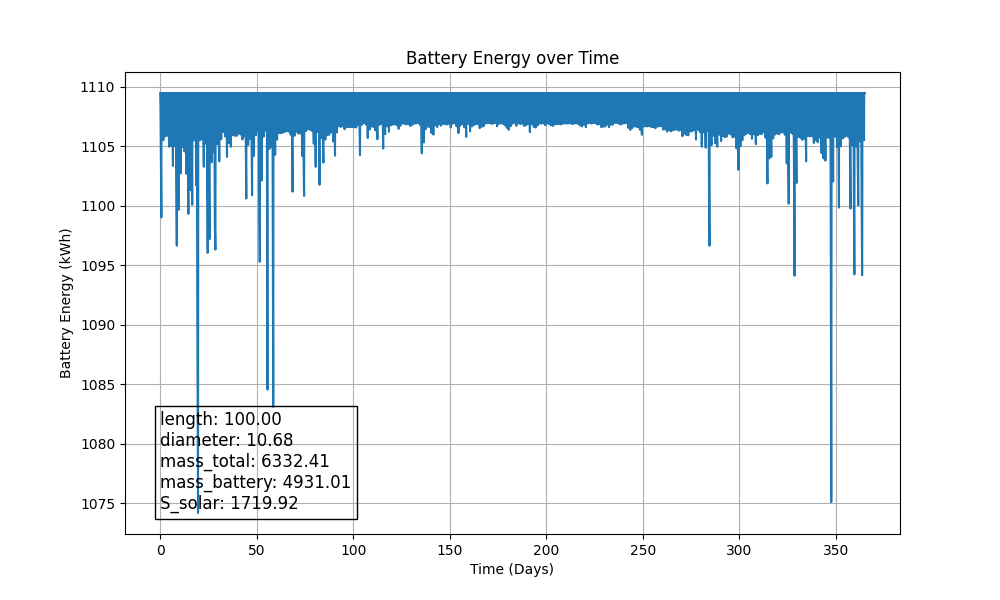 Battery Energy over Time
1110
1105
1100
1095
1090
1085
1080
1075
Battery Energy (kWh)
length: 100.00
diameter: 10.68
mass_total: 6332.41
mass_battery: 4931.01
S_solar: 1719.92
0 50 100 150 200 250 300 350
Time (Days)